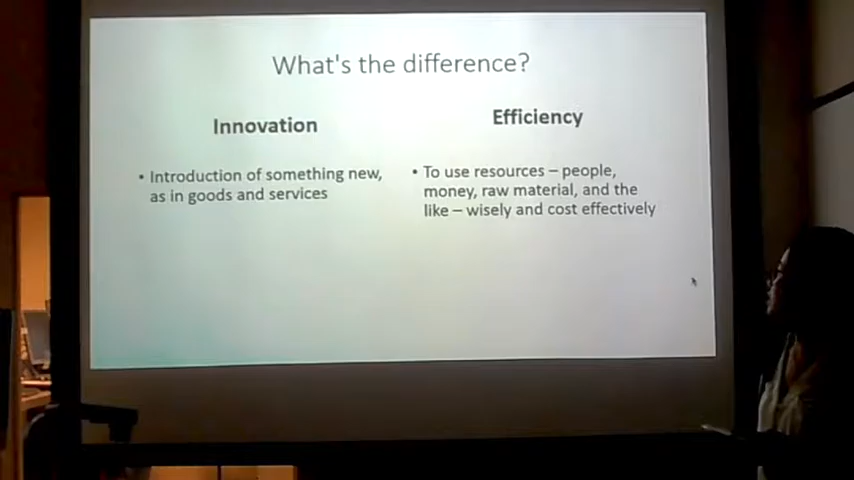 What's the difference?
Innovation
• Introduction of something new,
as in goods and services
Efficiency
• To use resources – people,
money, raw material, and the
like – wisely and cost effectively